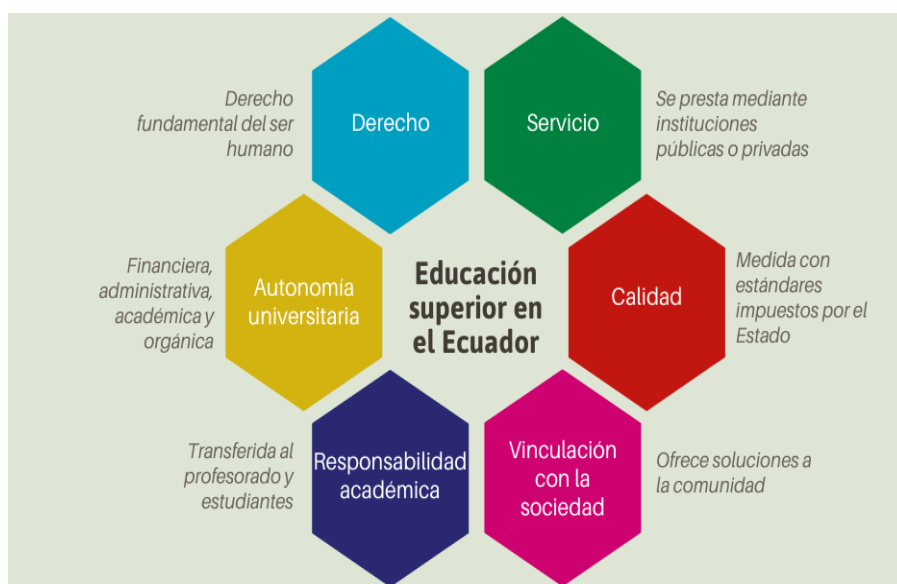 Derecho
fundamental del ser
humano
Derecho
Servicio
Se presta mediante
instituciones
públicas o privadas
Financiera,
administrativa,
académica y
orgánica
Autonomía
universitaria
Educación
superior en
el Ecuador
Calidad
Medida con
estándares
impuestos por el
Estado
Transferida al
profesorado y
estudiantes
Responsabilidad
académica
Vinculación
con la
sociedad
Ofrece soluciones a
la comunidad